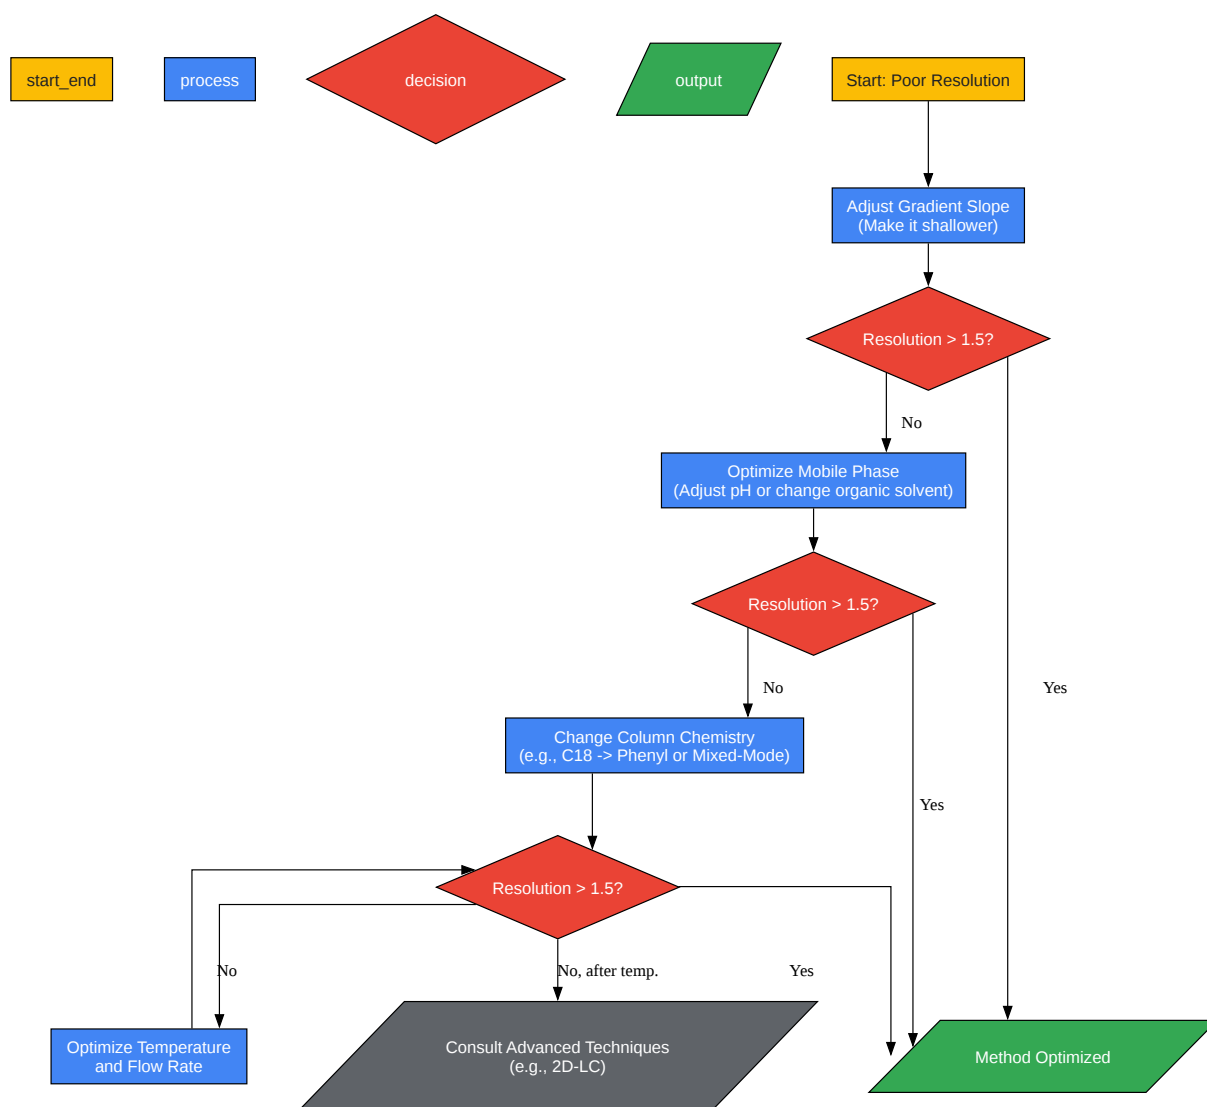 start_end
process
decision
output
Start: Poor Resolution
Adjust Gradient Slope
(Make it shallower)
Resolution > 1.5?
No
Optimize Mobile Phase
(Adjust pH or change organic solvent)
Resolution > 1.5?
No
Yes
Change Column Chemistry
(e.g., C18 -> Phenyl or Mixed-Mode)
Yes
Resolution > 1.5?
No
No, after temp.
Yes
Optimize Temperature
and Flow Rate
Consult Advanced Techniques
(e.g., 2D-LC)
Method Optimized